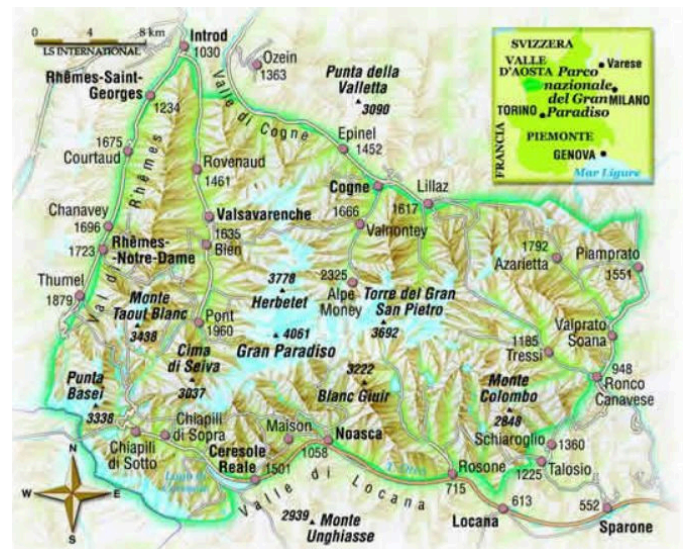 0 4 8 km
LS INTERNATIONAL
Introd
1030
Ozein
1363
Rhêmes-Saint-
Georges
1234
Valle di Cogne
Punta della
Valletta
3090
Epinel
1452
1675
Courtaud
Val di Rhêmes
Rovenaud
1461
Cogne
Lillaz
1617
Chanavey
1696
1723
Rhêmes-
-Notre-Dame
Valsavarenche
1635
Bien
1666
Valnontey
1792
Azarietta
Piamprato
1551
Thumel
1879
Monte
Taout Blanc
3438
3778
Herbetet
2325
Alpe
Money
Torre del Gran
San Pietro
3692
Pont
1960
4061
Gran Paradiso
Valprato
Soana
1185
Tressi
Cima
di Seiva
3037
3222
Blanc Giuir
948
Ronco
Canavese
Punta
Basei
3338
Monte
Colombo
2848
Chiapili
di Sopra
Chiapili
di Sotto
Maison
Noasca
1058
Ceresole
Reale
1501
Schiaroglio
1360
Talosio
1225
Rosone
715
Valle di Locana
613
Locana
552
Sparone
2939
Monte
Unghiasse
N
W E
S
SVIZZERA
VALLE
D'AOSTA
Varese
Parco
nazionale
del Gran
Paradiso
MILANO
TORINO
PIEMONTE
FRANCIA
GENOVA
Mar Ligure